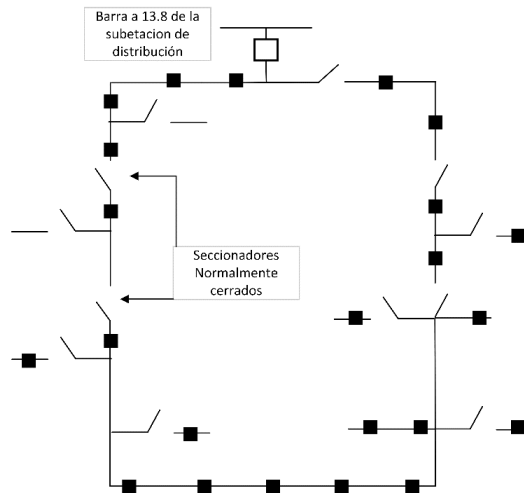 Barra a 13.8 de la
subetacion de
distribución
Seccionadores
Normalmente
cerrados